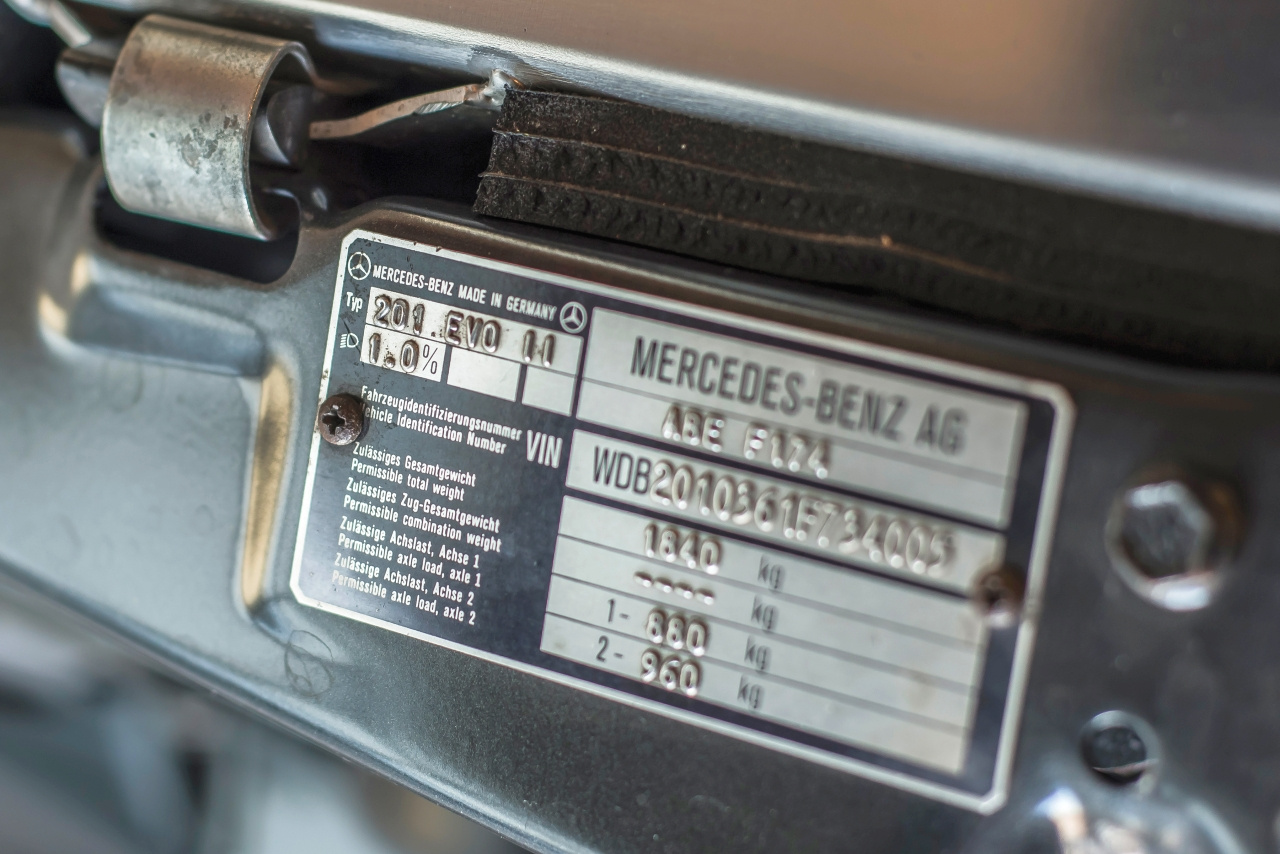 MERCEDES-BENZ MADE IN GERMANY
Typ 201.EVO II
1.0%
MERCEDES-BENZ AG
ABE F174
Fahrzeugidentifizierungsnummer
Vehicle Identification Number
VIN WDB2010361F734005
Zulässiges Gesamtgewicht
Permissible total weight
1840 kg
Zulässiges Zug-Gesamtgewicht
Permissible combination weight
---- kg
Zulässige Achslast, Achse 1
Permissible axle load, axle 1
1- 880 kg
Zulässige Achslast, Achse 2
Permissible axle load, axle 2
2- 960 kg